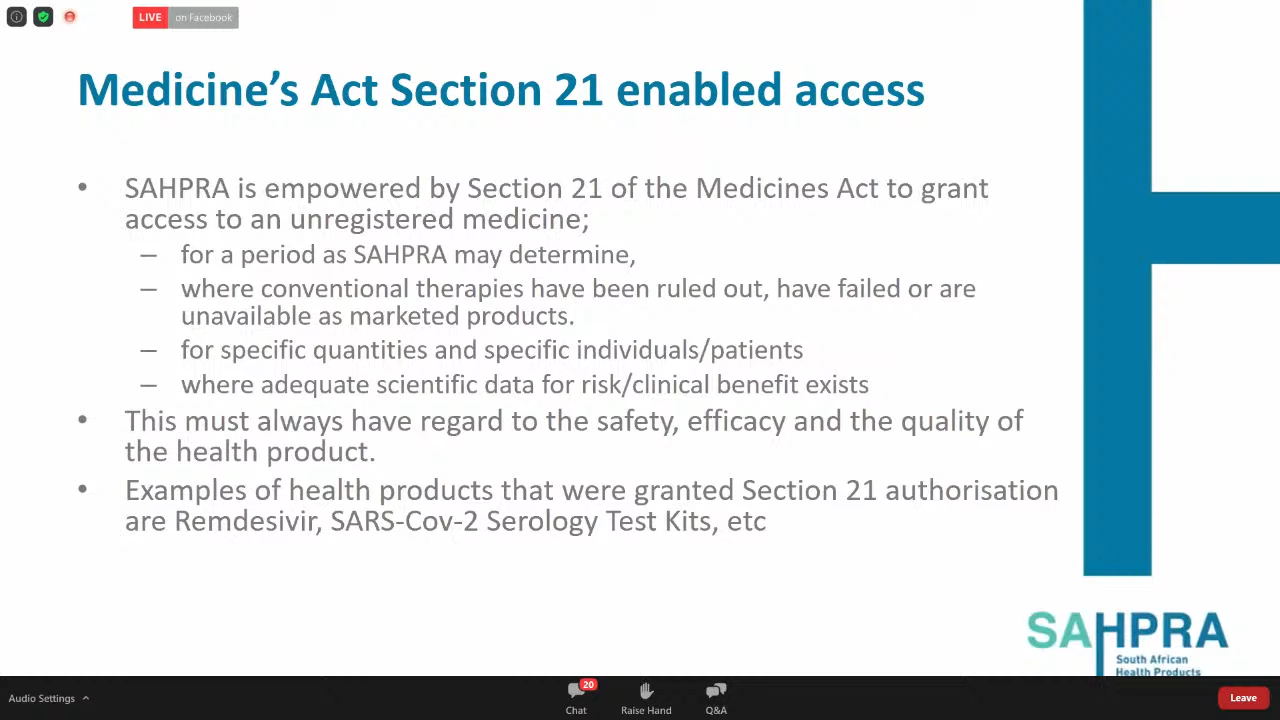 LIVE on Facebook
Medicine's Act Section 21 enabled access
• SAHPRA is empowered by Section 21 of the Medicines Act to grant
access to an unregistered medicine;
– for a period as SAHPRA may determine,
– where conventional therapies have been ruled out, have failed or are
unavailable as marketed products.
– for specific quantities and specific individuals/patients
– where adequate scientific data for risk/clinical benefit exists
• This must always have regard to the safety, efficacy and the quality of
the health product.
• Examples of health products that were granted Section 21 authorisation
are Remdesivir, SARS-Cov-2 Serology Test Kits, etc
SAHPRA
South African
Health Products
Audio Settings
20
Chat
Raise Hand
Q&A
Leave